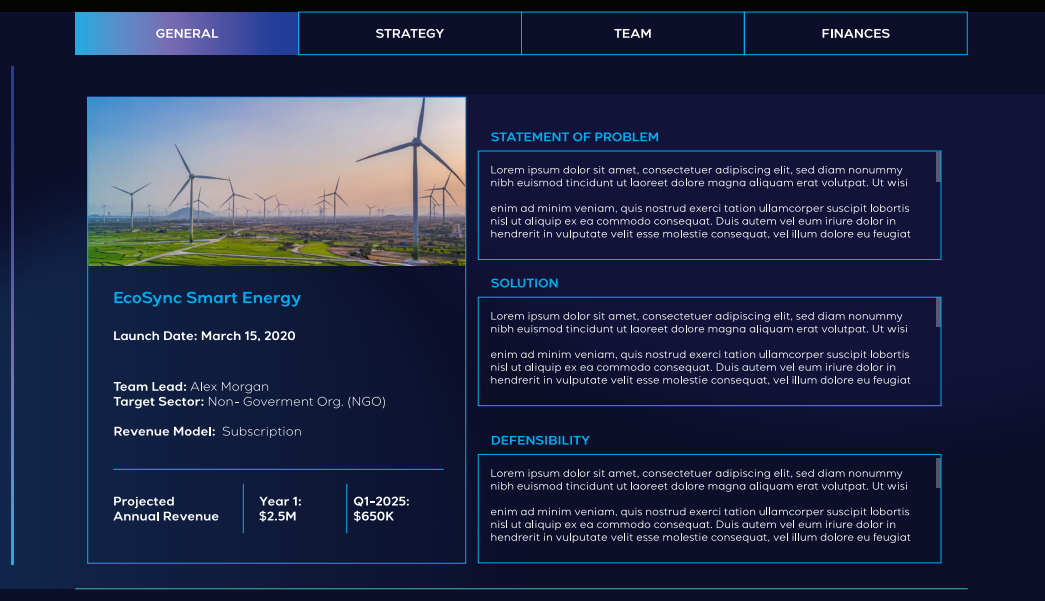 GENERAL
STRATEGY
TEAM
FINANCES
EcoSync Smart Energy
Launch Date: March 15, 2020
Team Lead: Alex Morgan
Target Sector: Non- Goverment Org. (NGO)
Revenue Model: Subscription
Projected
Annual Revenue
Year 1:
$2.5M
Q1-2025:
$650K
STATEMENT OF PROBLEM
Lorem ipsum dolor sit amet, consectetuer adipiscing elit, sed diam nonummy
nibh euismod tincidunt ut laoreet dolore magna aliquam erat volutpat. Ut wisi
enim ad minim veniam, quis nostrud exerci tation ullamcorper suscipit lobortis
nisl ut aliquip ex ea commodo consequat. Duis autem vel eum iriure dolor in
hendrerit in vulputate velit esse molestie consequat, vel illum dolore eu feugiat
SOLUTION
Lorem ipsum dolor sit amet, consectetuer adipiscing elit, sed diam nonummy
nibh euismod tincidunt ut laoreet dolore magna aliquam erat volutpat. Ut wisi
enim ad minim veniam, quis nostrud exerci tation ullamcorper suscipit lobortis
nisl ut aliquip ex ea commodo consequat. Duis autem vel eum iriure dolor in
hendrerit in vulputate velit esse molestie consequat, vel illum dolore eu feugiat
DEFENSIBILITY
Lorem ipsum dolor sit amet, consectetuer adipiscing elit, sed diam nonummy
nibh euismod tincidunt ut laoreet dolore magna aliquam erat volutpat. Ut wisi
enim ad minim veniam, quis nostrud exerci tation ullamcorper suscipit lobortis
nisl ut aliquip ex ea commodo consequat. Duis autem vel eum iriure dolor in
hendrerit in vulputate velit esse molestie consequat, vel illum dolore eu feugiat